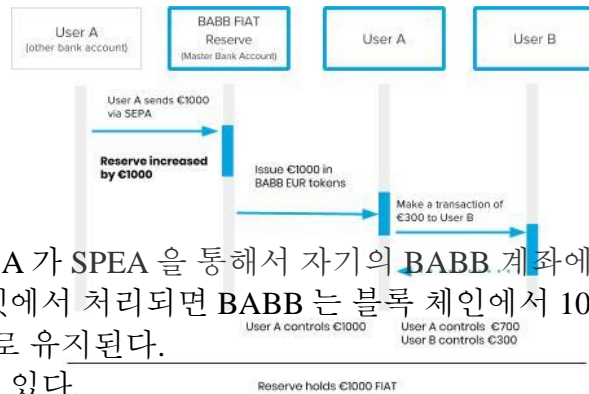 User A
(other bank account)
BABB FIAT
Reserve
(Master Bank Account)
User A
User B
User A sends €1000
via SEPA
Reserve increased
by €1000
Issue €1000 in
BABB EUR tokens
Make a transaction of
€300 to User B
A 가 SPEA 을 통해서 자기의 BABB 계좌에
에서 처리되면 BABB 는 블록 체인에서 10
로 유지된다.
있다.
User A controls €1000
User A controls €700
User B controls €300
Reserve holds €1000 FIAT